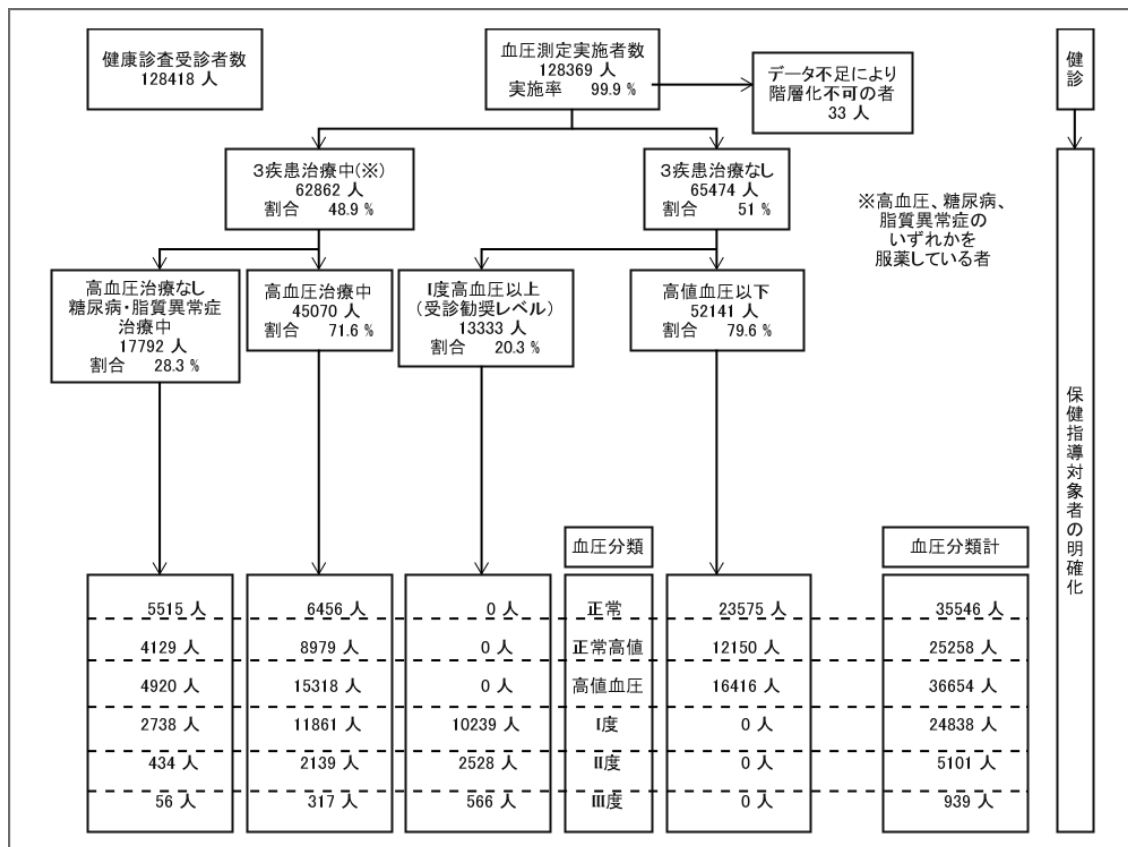 健康診査受診者数
128418 人
血圧測定実施者数
128369 人
実施率 99.9 %
データ不足により
階層化不可の者
33 人
健診
3疾患治療中(※)
62862 人
割合 48.9 %
3疾患治療なし
65474 人
割合 51 %
※高血圧、糖尿病、
脂質異常症の
いずれかを
服薬している者
高血圧治療なし
糖尿病・脂質異常症
治療中
17792 人
割合 28.3 %
高血圧治療中
45070 人
割合 71.6 %
I度高血圧以上
(受診勧奨レベル)
13333 人
割合 20.3 %
高値血圧以下
52141 人
割合 79.6 %
保健指導対象者の明確化
血圧分類 血圧分類計
5515 人 6456 人 0 人 正常 23575 人 35546 人
4129 人 8979 人 0 人 正常高値 12150 人 25258 人
4920 人 15318 人 0 人 高値血圧 16416 人 36654 人
2738 人 11861 人 10239 人 I度 0 人 24838 人
434 人 2139 人 2528 人 II度 0 人 5101 人
56 人 317 人 566 人 III度 0 人 939 人